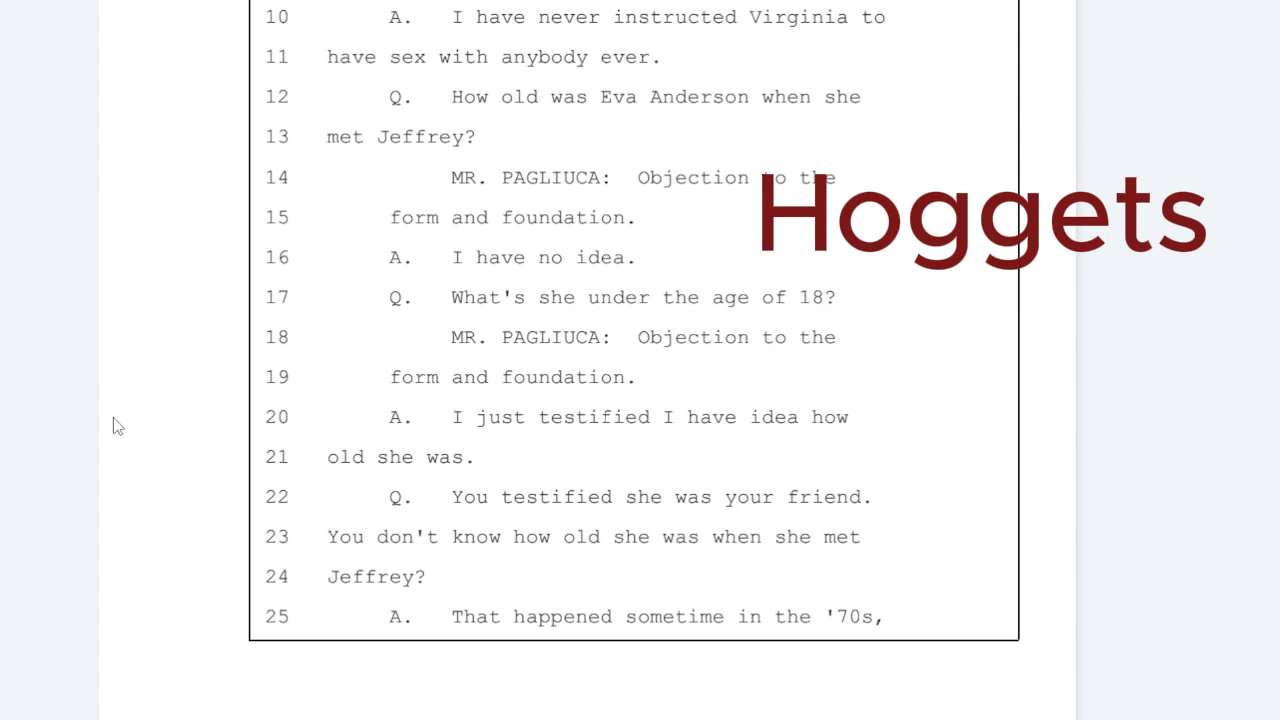 10 A. I have never instructed Virginia to
11 have sex with anybody ever.
12 Q. How old was Eva Anderson when she
13 met Jeffrey?
14 MR. PAGLIUCA: Objection to the
Hoggets
15 form and foundation.
16 A. I have no idea.
17 Q. What's she under the age of 18?
18 MR. PAGLIUCA: Objection to the
19 form and foundation.
20 A. I just testified I have idea how
21 old she was.
22 Q. You testified she was your friend.
23 You don't know how old she was when she met
24 Jeffrey?
25 A. That happened sometime in the '70s,